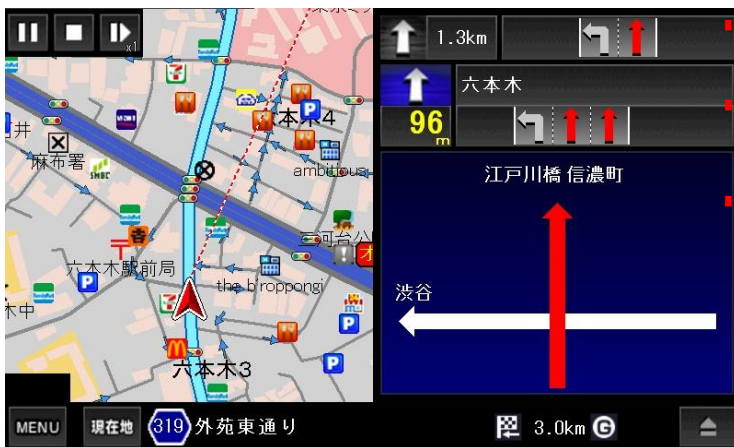 x1
六本木4
井
麻布署
SMBC
ambitious
三河台公
六本木駅前局
the b roppongi
木中
六本木3
1.3km
六本木
96
m
江戸川橋 信濃町
渋谷
MENU
現在地
319
外苑東通り
3.0km
G